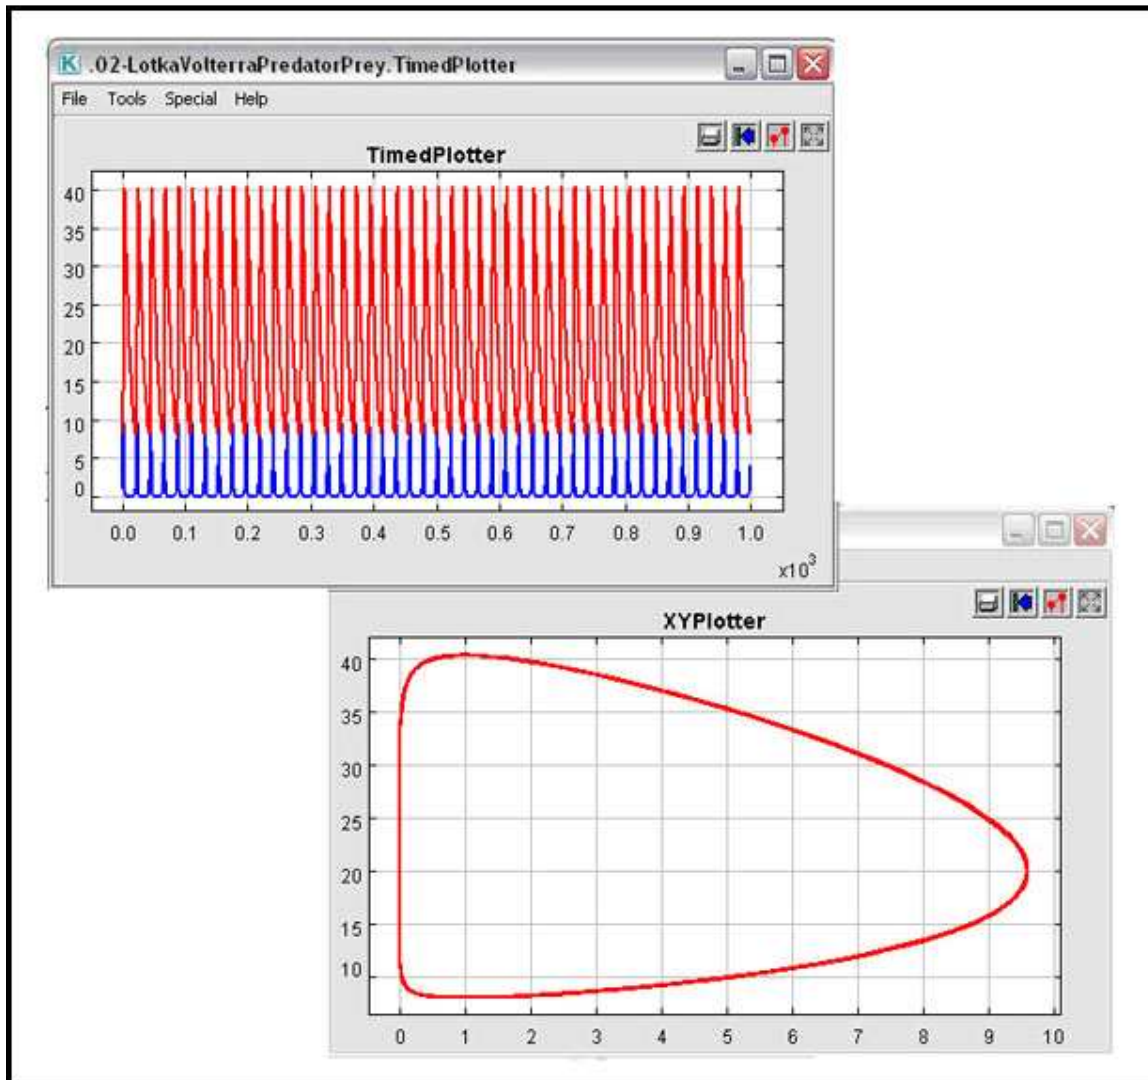 .02-LotkaVolterraPredatorPrey.TimedPlotter
File Tools Special Help
TimedPlotter
40
35
30
25
20
15
10
5
0
0.0 0.1 0.2 0.3 0.4 0.5 0.6 0.7 0.8 0.9 1.0
x10³
XYPlotter
40
35
30
25
20
15
10
0 1 2 3 4 5 6 7 8 9 10